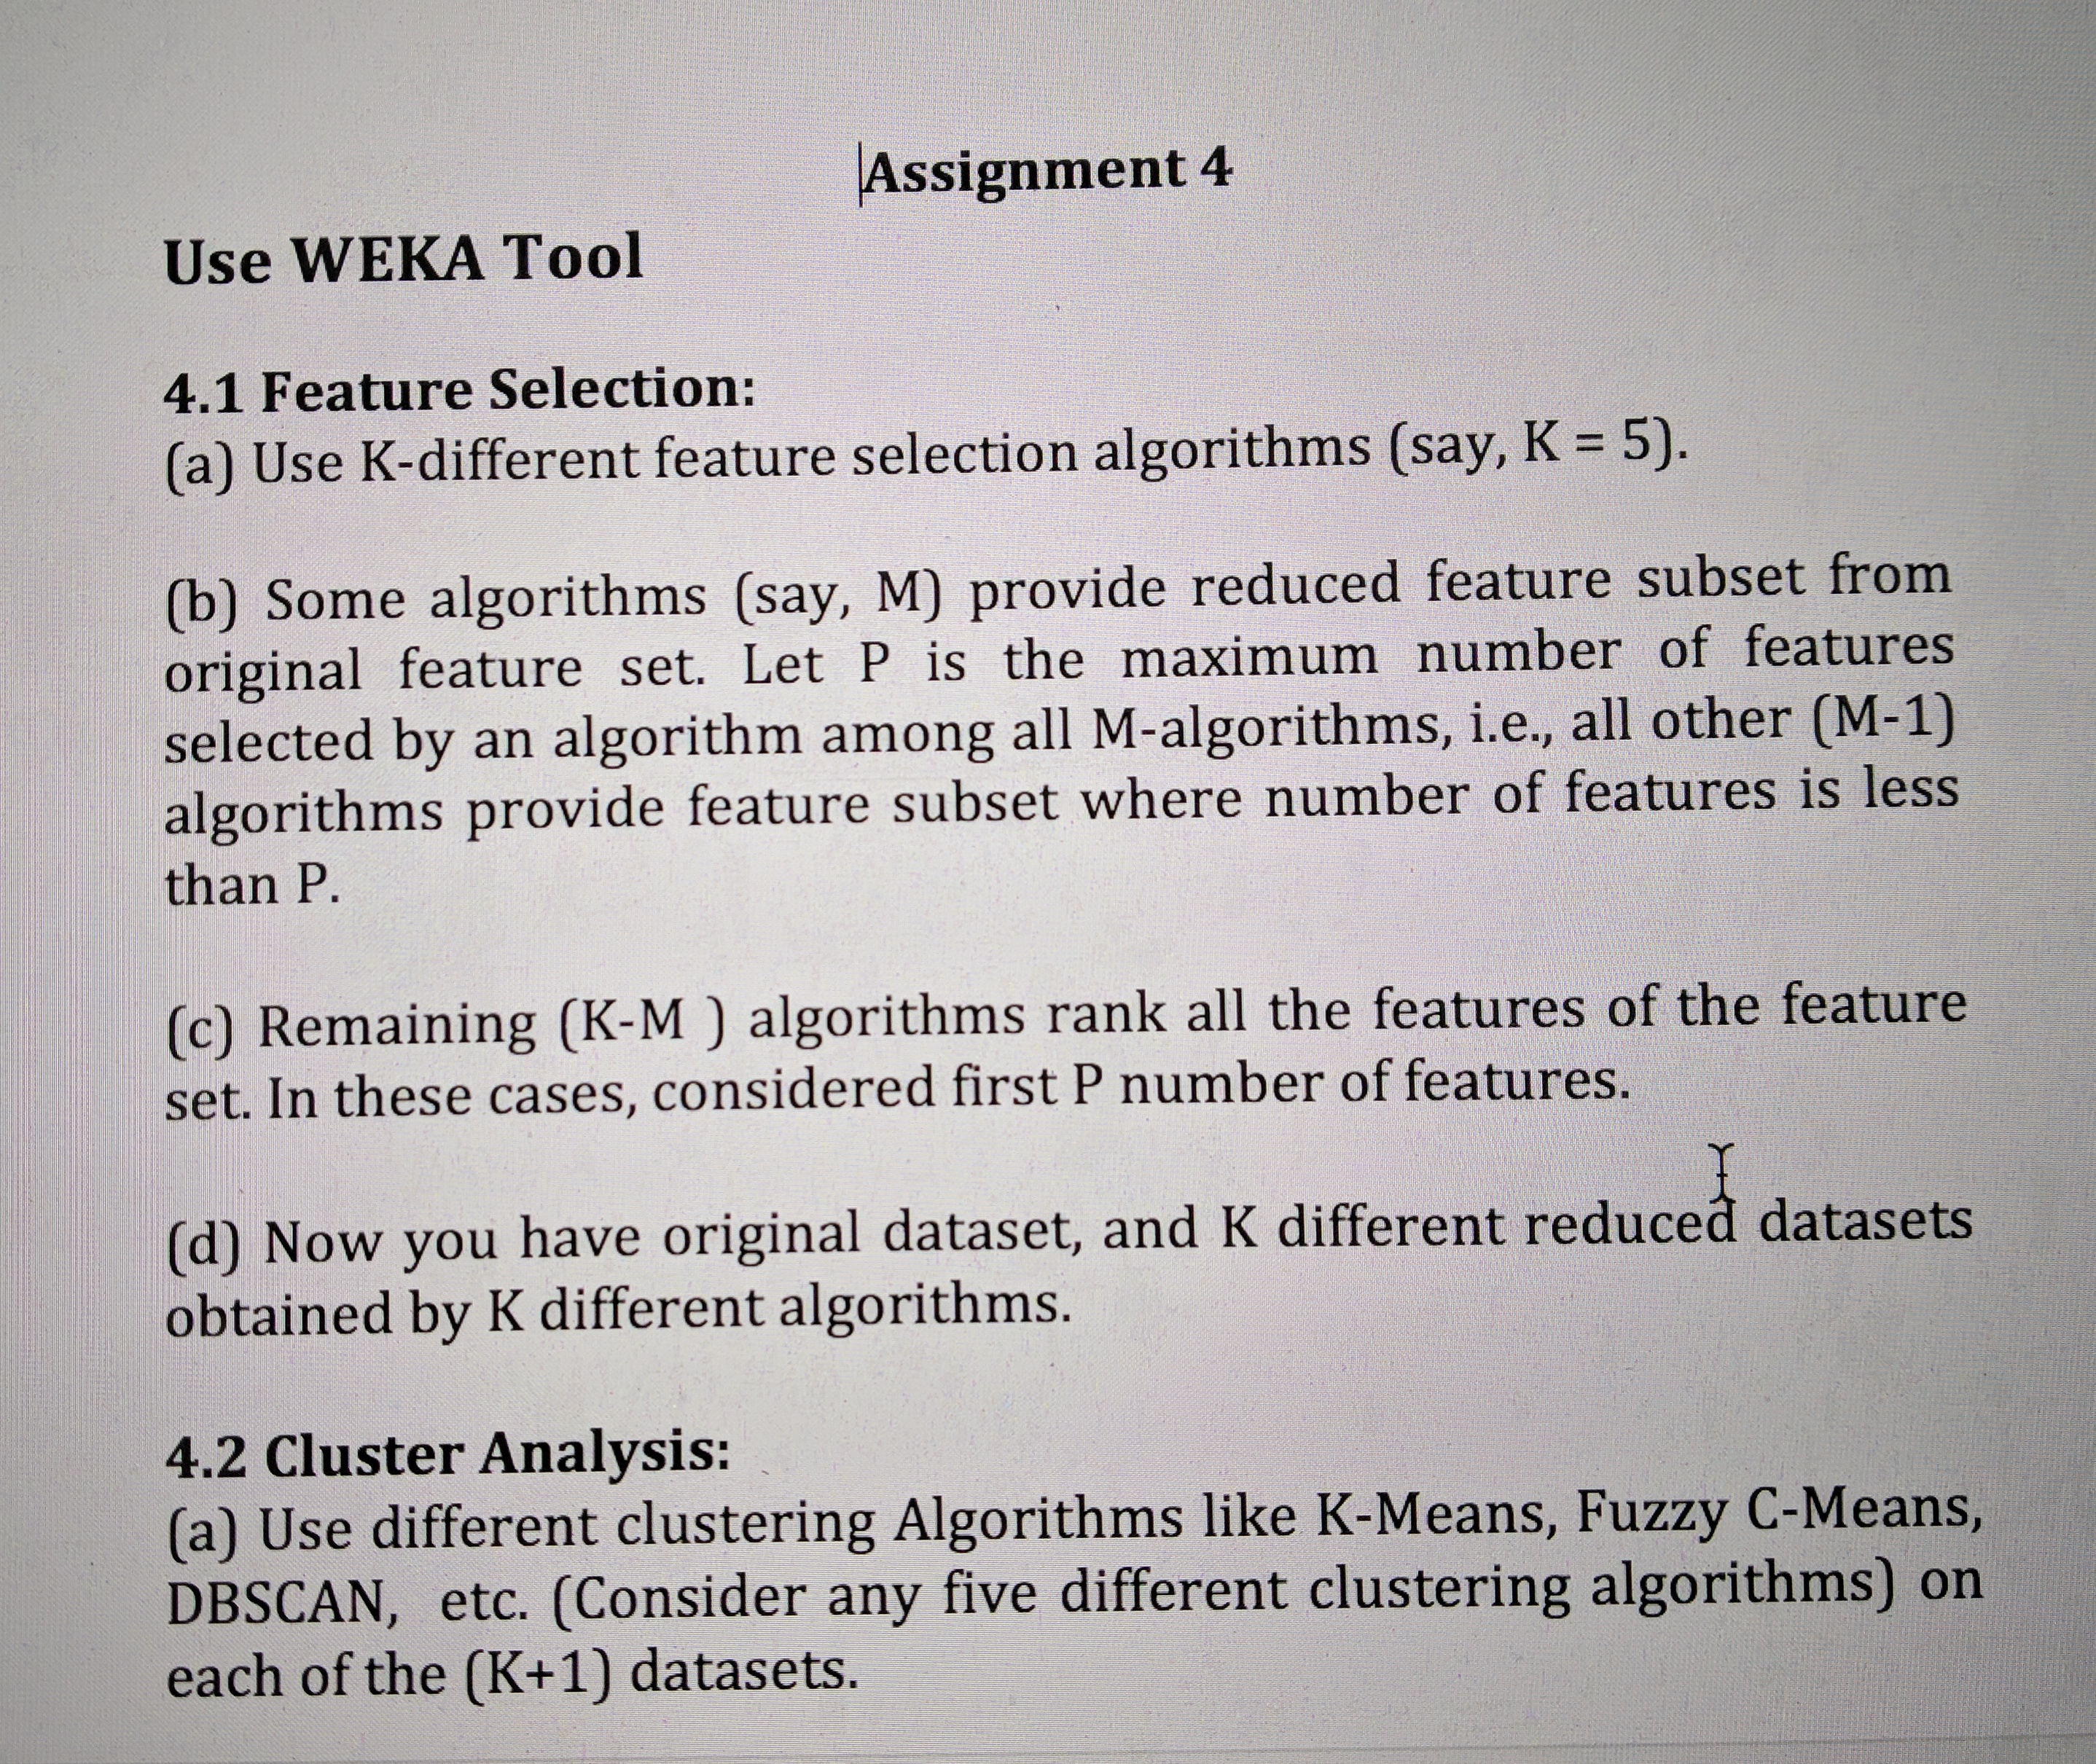 Assignment 4
Use WEKA Tool
4.1 Feature Selection:
(a) Use K-different feature selection algorithms (say, K = 5).
(b) Some algorithms (say, M) provide reduced feature subset from
original feature set. Let P is the maximum number of features
selected by an algorithm among all M-algorithms, i.e., all other (M-1)
algorithms provide feature subset where number of features is less
than P.
(c) Remaining (K-M ) algorithms rank all the features of the feature
set. In these cases, considered first P number of features.
(d) Now you have original dataset, and K different reduced datasets
obtained by K different algorithms.
4.2 Cluster Analysis:
(a) Use different clustering Algorithms like K-Means, Fuzzy C-Means,
DBSCAN, etc. (Consider any five different clustering algorithms) on
each of the (K+1) datasets.